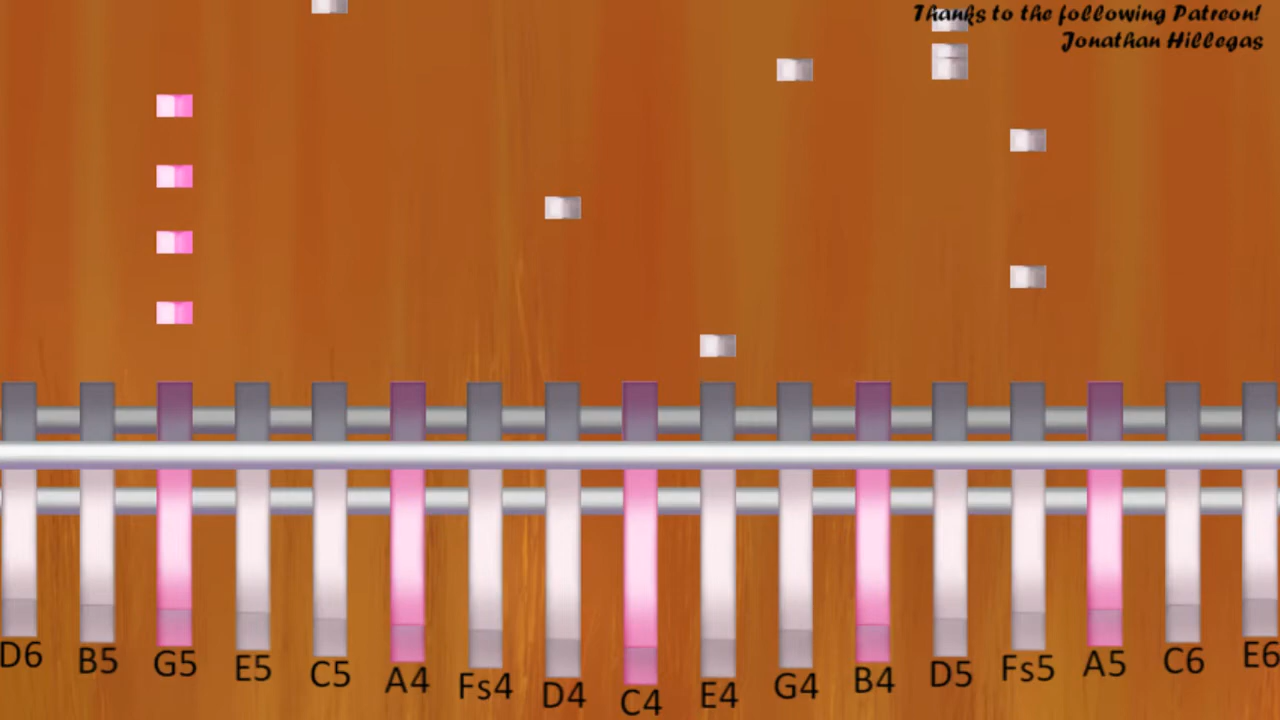 Thanks to the following Patreon!
Jonathan Hillegas
D6 B5 G5 E5 C5 A4 Fs4 D4 C4 E4 G4 B4 D5 Fs5 A5 C6 E6